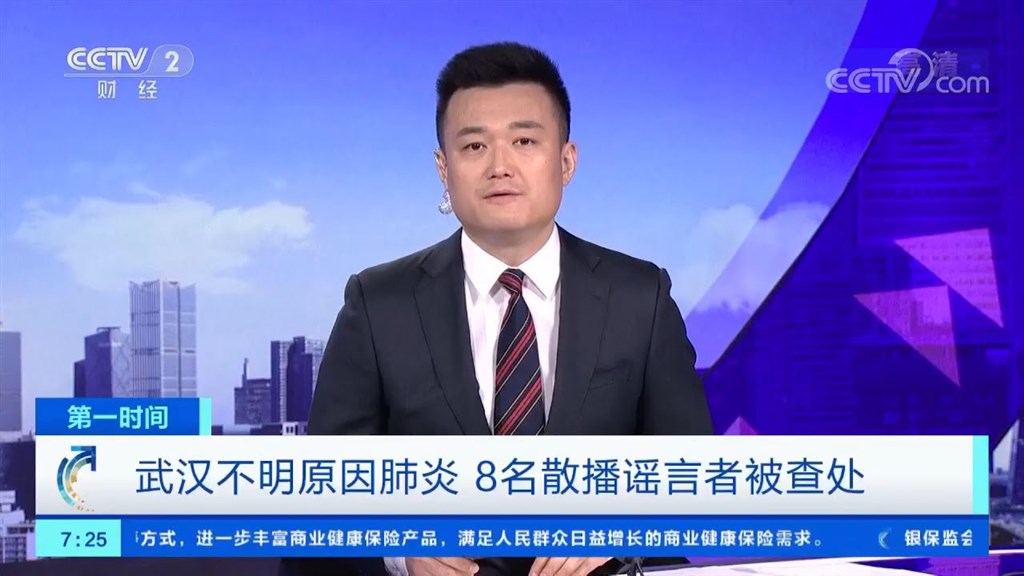 CCTV 2
财经
高清
CCTV.com
第一时间
武汉不明原因肺炎 8名散播谣言者被查处
7:25
方式，进一步丰富商业健康保险产品，满足人民群众日益增长的商业健康保险需求。 银保监会